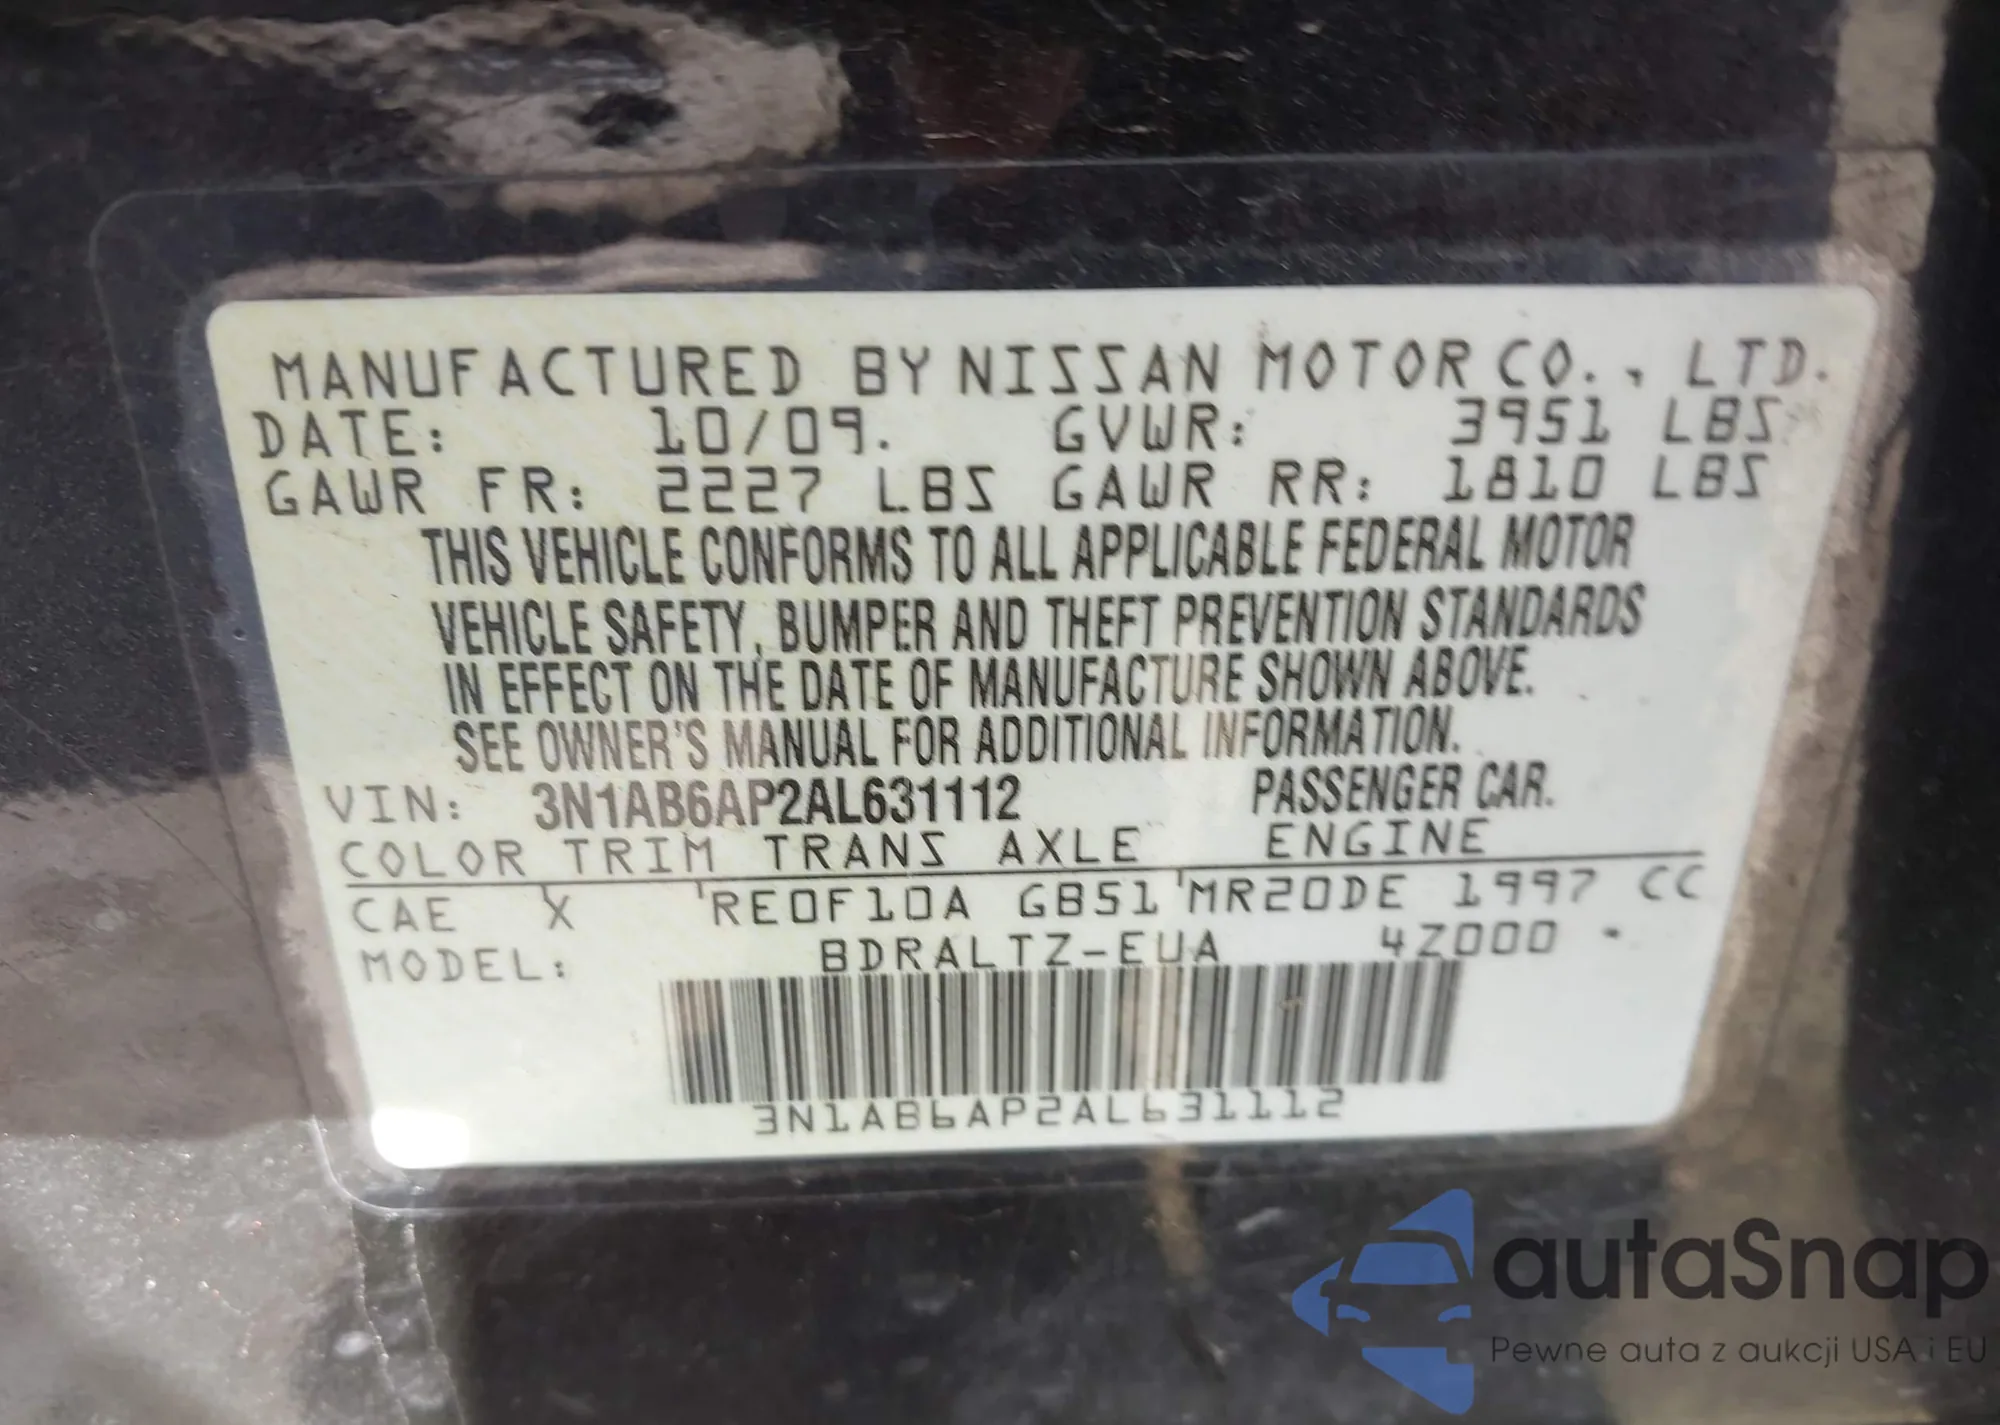 MANUFACTURED BY NISSAN MOTOR CO., LTD.
DATE: 10/09. GVWR: 3951 LBS
GAWR FR: 2227 LBS GAWR RR: 1810 LBS
THIS VEHICLE CONFORMS TO ALL APPLICABLE FEDERAL MOTOR
VEHICLE SAFETY, BUMPER AND THEFT PREVENTION STANDARDS
IN EFFECT ON THE DATE OF MANUFACTURE SHOWN ABOVE.
SEE OWNER'S MANUAL FOR ADDITIONAL INFORMATION.
VIN: 3N1AB6AP2AL631112 PASSENGER CAR.
COLOR TRIM TRANS AXLE ENGINE
CAE X RE0F10A GB51 MR20DE 1997 CC
MODEL: BDRALTZ-EUA 4Z000
3N1AB6AP2AL631112
autaSnap
Pewne auta z aukcji USA i EU